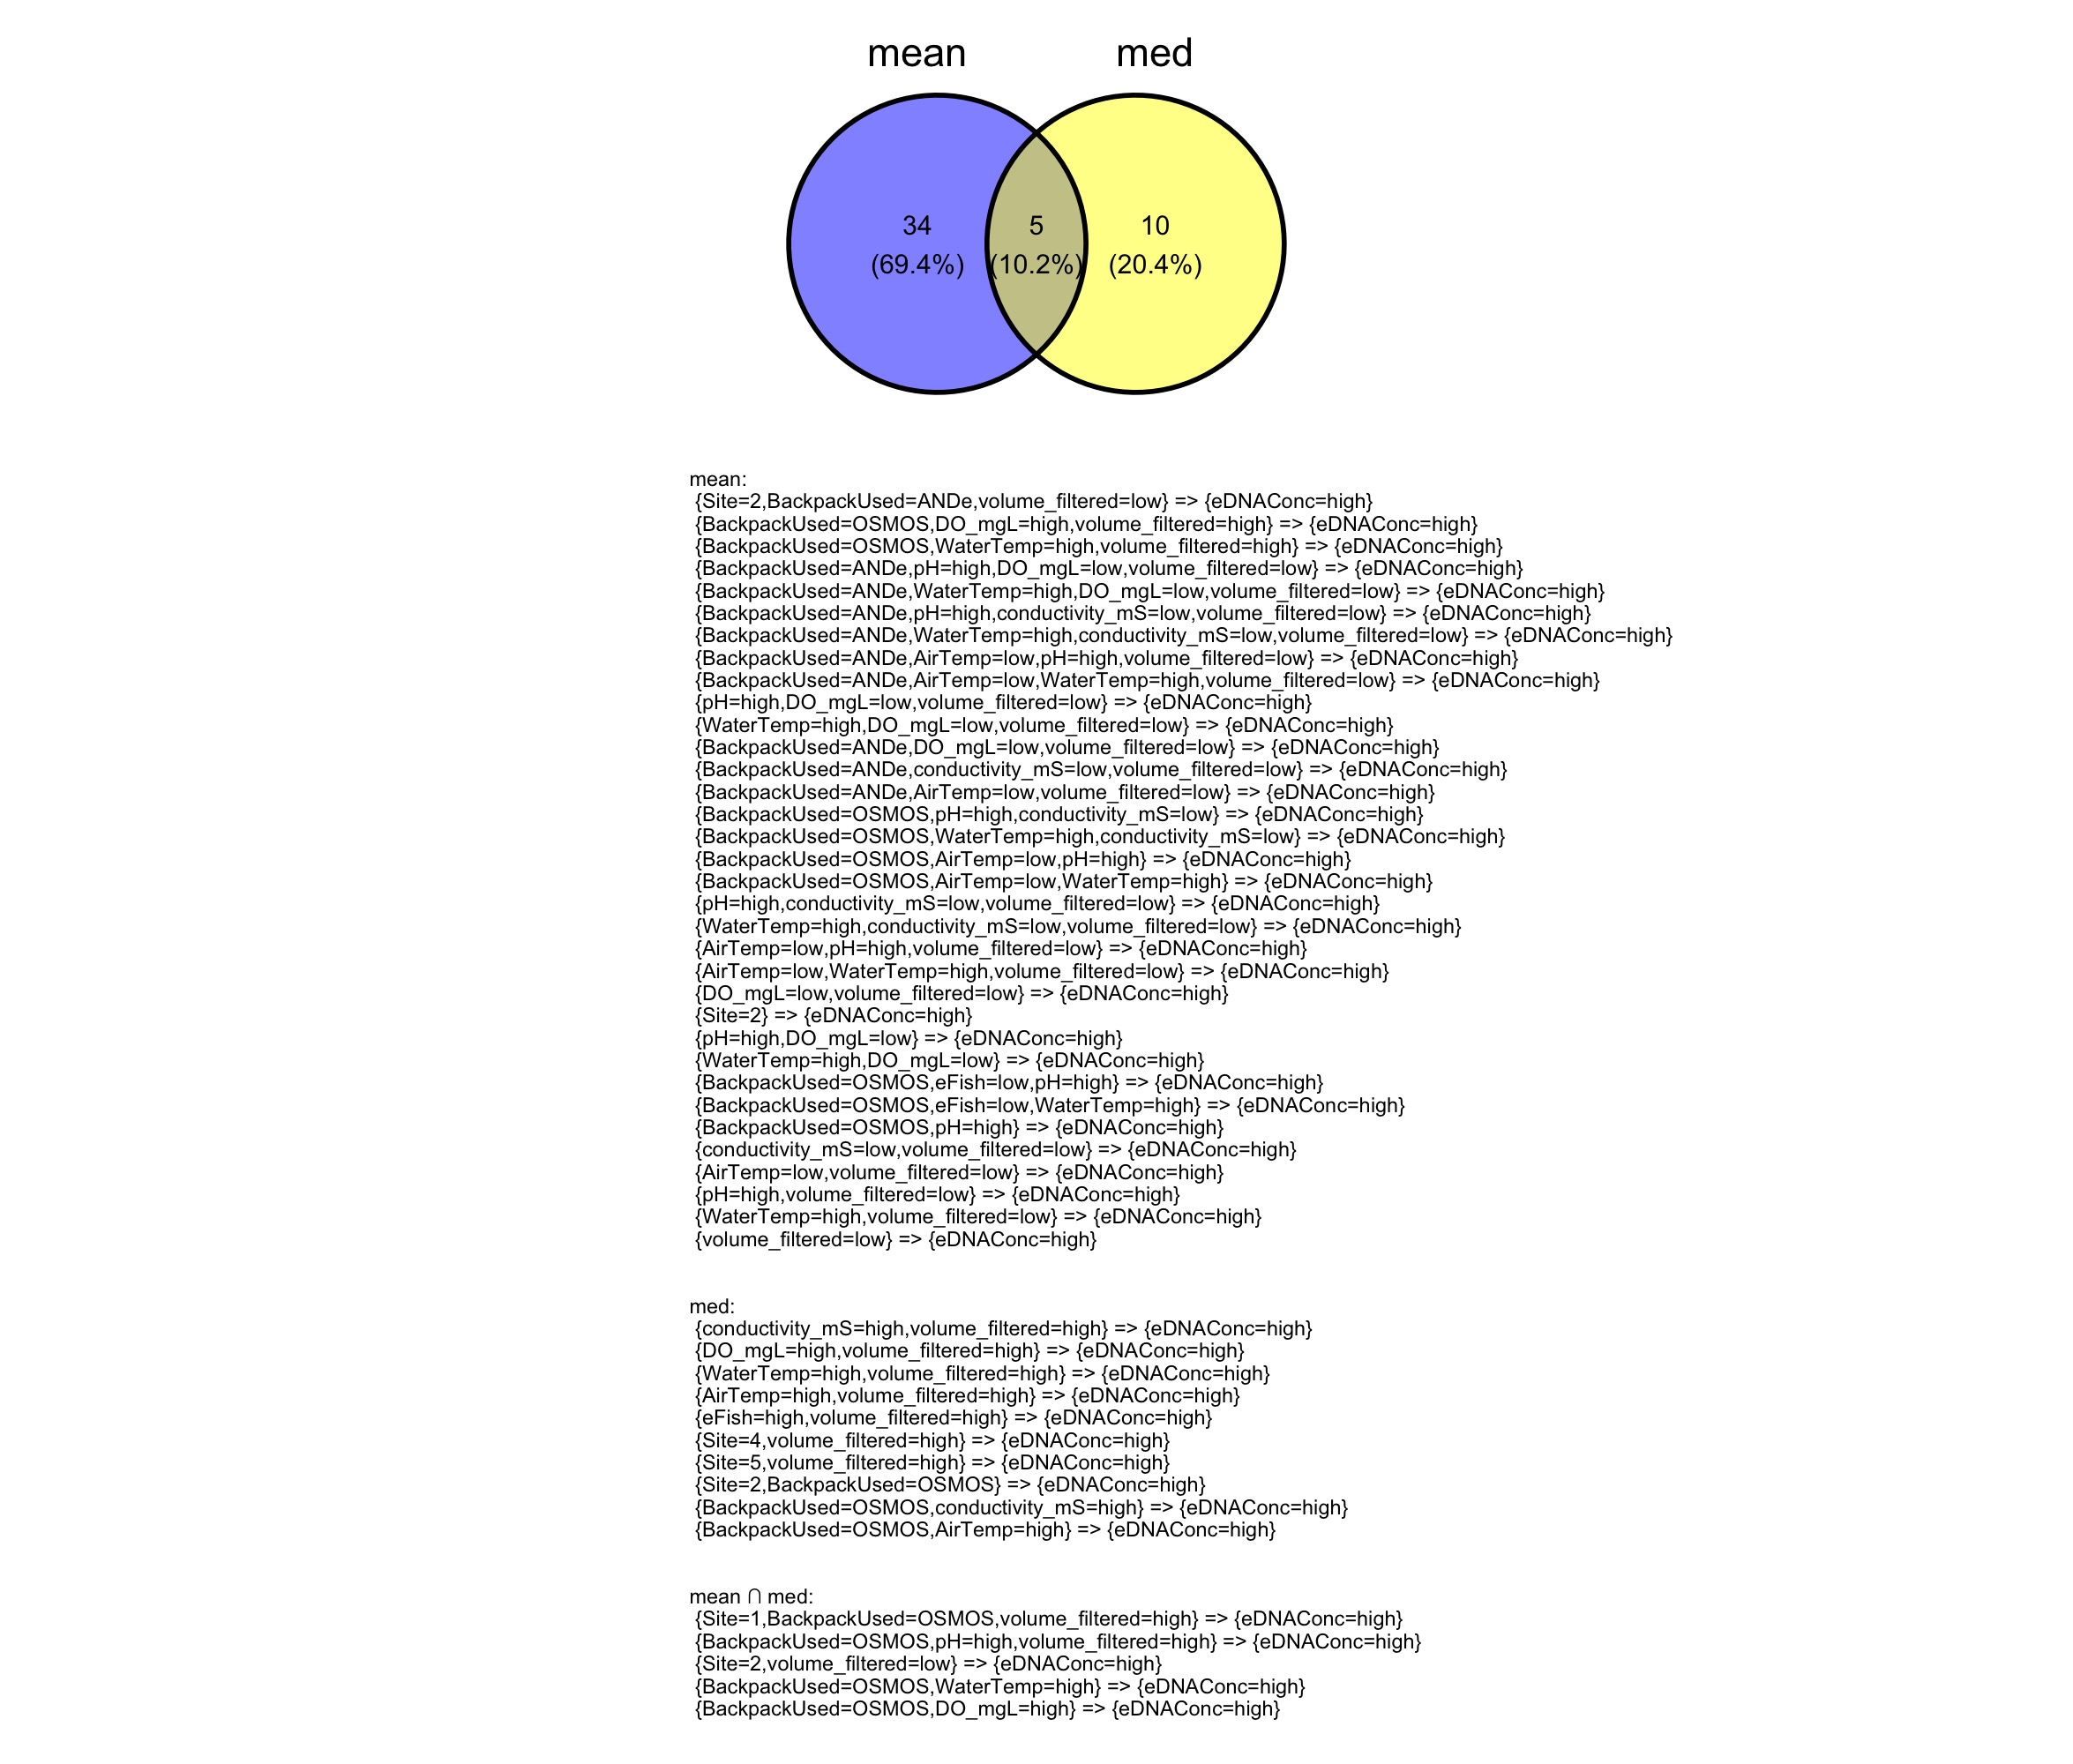 mean med
34 5 10
(69.4%) (10.2%) (20.4%)
mean:
{Site=2,BackpackUsed=ANDe,volume_filtered=low} => {eDNAConc=high}
{BackpackUsed=OSMOS,DO_mgL=high,volume_filtered=high} => {eDNAConc=high}
{BackpackUsed=OSMOS,WaterTemp=high,volume_filtered=high} => {eDNAConc=high}
{BackpackUsed=ANDe,pH=high,DO_mgL=low,volume_filtered=low} => {eDNAConc=high}
{BackpackUsed=ANDe,WaterTemp=high,DO_mgL=low,volume_filtered=low} => {eDNAConc=high}
{BackpackUsed=ANDe,pH=high,conductivity_mS=low,volume_filtered=low} => {eDNAConc=high}
{BackpackUsed=ANDe,WaterTemp=high,conductivity_mS=low,volume_filtered=low} => {eDNAConc=high}
{BackpackUsed=ANDe,AirTemp=low,pH=high,volume_filtered=low} => {eDNAConc=high}
{BackpackUsed=ANDe,AirTemp=low,WaterTemp=high,volume_filtered=low} => {eDNAConc=high}
{pH=high,DO_mgL=low,volume_filtered=low} => {eDNAConc=high}
{WaterTemp=high,DO_mgL=low,volume_filtered=low} => {eDNAConc=high}
{BackpackUsed=ANDe,DO_mgL=low,volume_filtered=low} => {eDNAConc=high}
{BackpackUsed=ANDe,conductivity_mS=low,volume_filtered=low} => {eDNAConc=high}
{BackpackUsed=ANDe,AirTemp=low,volume_filtered=low} => {eDNAConc=high}
{BackpackUsed=OSMOS,pH=high,conductivity_mS=low} => {eDNAConc=high}
{BackpackUsed=OSMOS,WaterTemp=high,conductivity_mS=low} => {eDNAConc=high}
{BackpackUsed=OSMOS,AirTemp=low,pH=high} => {eDNAConc=high}
{BackpackUsed=OSMOS,AirTemp=low,WaterTemp=high} => {eDNAConc=high}
{pH=high,conductivity_mS=low,volume_filtered=low} => {eDNAConc=high}
{WaterTemp=high,conductivity_mS=low,volume_filtered=low} => {eDNAConc=high}
{AirTemp=low,pH=high,volume_filtered=low} => {eDNAConc=high}
{AirTemp=low,WaterTemp=high,volume_filtered=low} => {eDNAConc=high}
{DO_mgL=low,volume_filtered=low} => {eDNAConc=high}
{Site=2} => {eDNAConc=high}
{pH=high,DO_mgL=low} => {eDNAConc=high}
{WaterTemp=high,DO_mgL=low} => {eDNAConc=high}
{BackpackUsed=OSMOS,eFish=low,pH=high} => {eDNAConc=high}
{BackpackUsed=OSMOS,eFish=low,WaterTemp=high} => {eDNAConc=high}
{BackpackUsed=OSMOS,pH=high} => {eDNAConc=high}
{conductivity_mS=low,volume_filtered=low} => {eDNAConc=high}
{AirTemp=low,volume_filtered=low} => {eDNAConc=high}
{pH=high,volume_filtered=low} => {eDNAConc=high}
{WaterTemp=high,volume_filtered=low} => {eDNAConc=high}
{volume_filtered=low} => {eDNAConc=high}
med:
{conductivity_mS=high,volume_filtered=high} => {eDNAConc=high}
{DO_mgL=high,volume_filtered=high} => {eDNAConc=high}
{WaterTemp=high,volume_filtered=high} => {eDNAConc=high}
{AirTemp=high,volume_filtered=high} => {eDNAConc=high}
{eFish=high,volume_filtered=high} => {eDNAConc=high}
{Site=4,volume_filtered=high} => {eDNAConc=high}
{Site=5,volume_filtered=high} => {eDNAConc=high}
{Site=2,BackpackUsed=OSMOS} => {eDNAConc=high}
{BackpackUsed=OSMOS,conductivity_mS=high} => {eDNAConc=high}
{BackpackUsed=OSMOS,AirTemp=high} => {eDNAConc=high}
mean ∩ med:
{Site=1,BackpackUsed=OSMOS,volume_filtered=high} => {eDNAConc=high}
{BackpackUsed=OSMOS,pH=high,volume_filtered=high} => {eDNAConc=high}
{Site=2,volume_filtered=low} => {eDNAConc=high}
{BackpackUsed=OSMOS,WaterTemp=high} => {eDNAConc=high}
{BackpackUsed=OSMOS,DO_mgL=high} => {eDNAConc=high}